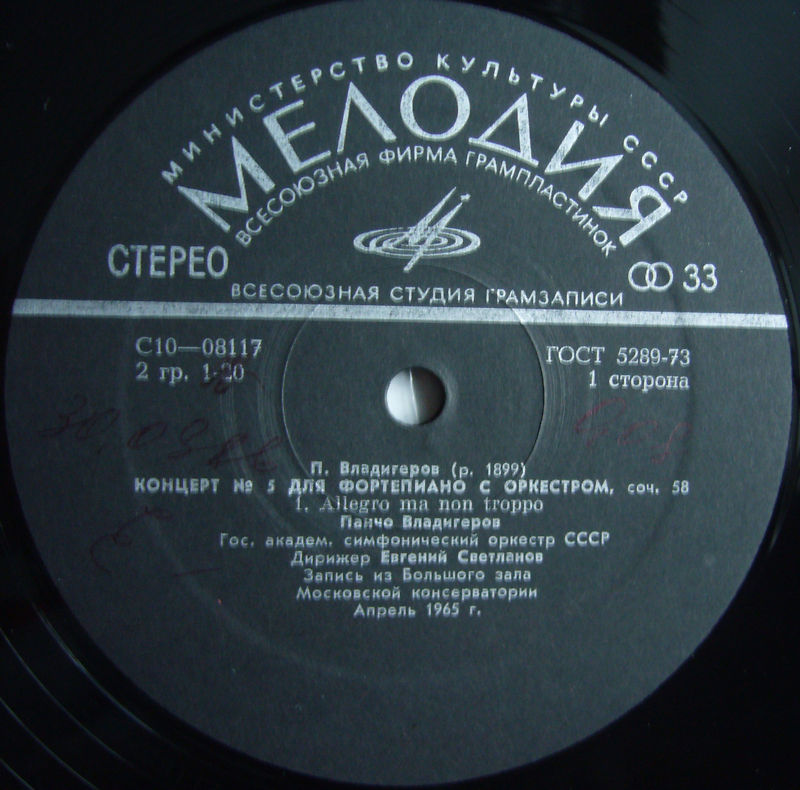 МИНИСТЕРСТВО КУЛЬТУРЫ СССР
МЕЛОДИЯ
ВСЕСОЮЗНАЯ ФИРМА ГРАМПЛАСТИНОК
СТЕРЕО
33
ВСЕСОЮЗНАЯ СТУДИЯ ГРАМЗАПИСИ
С10—08117
ГОСТ 5289-73
2 гр. 1-20
1 сторона
П. Владигеров (р. 1899)
КОНЦЕРТ № 5 ДЛЯ ФОРТЕПИАНО С ОРКЕСТРОМ, соч. 58
1. Allegro ma non troppo
Панчо Владигеров
Гос. академ. симфонический оркестр СССР
Дирижер Евгений Светланов
Запись из Большого зала
Московской консерватории
Апрель 1965 г.